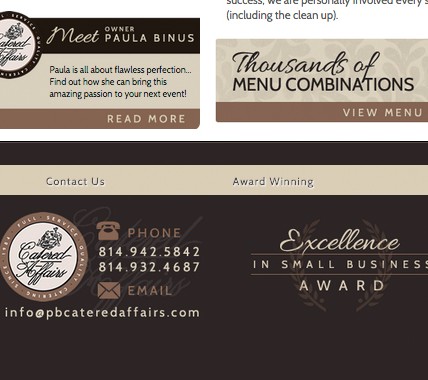 success, we are personally involved every s
(including the clean up).
Catered
Affairs
Meet OWNER
PAULA BINUS
Paula is all about flawless perfection...
Find out how she can bring this
amazing passion to your next event!
READ MORE
Thousands of
MENU COMBINATIONS
VIEW MENU
Contact Us
Award Winning
FULL SERVICE
Catered
Affairs
CATERING
PHONE
814.942.5842
814.932.4687
EMAIL
info@pbcateredaffairs.com
Excellence
IN SMALL BUSINESS
AWARD